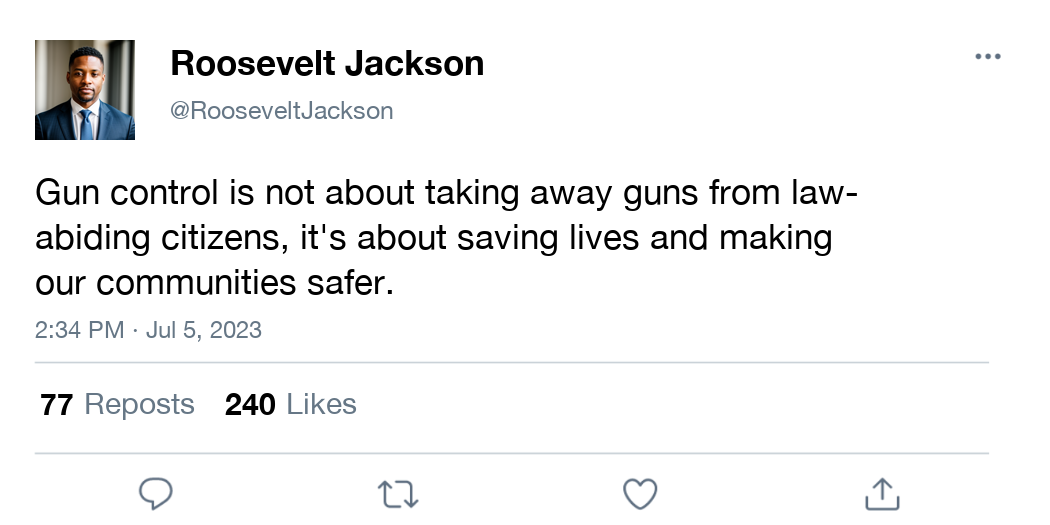 Roosevelt Jackson
@RooseveltJackson
Gun control is not about taking away guns from law-
abiding citizens, it's about saving lives and making
our communities safer.
2:34 PM · Jul 5, 2023
77 Reposts 240 Likes